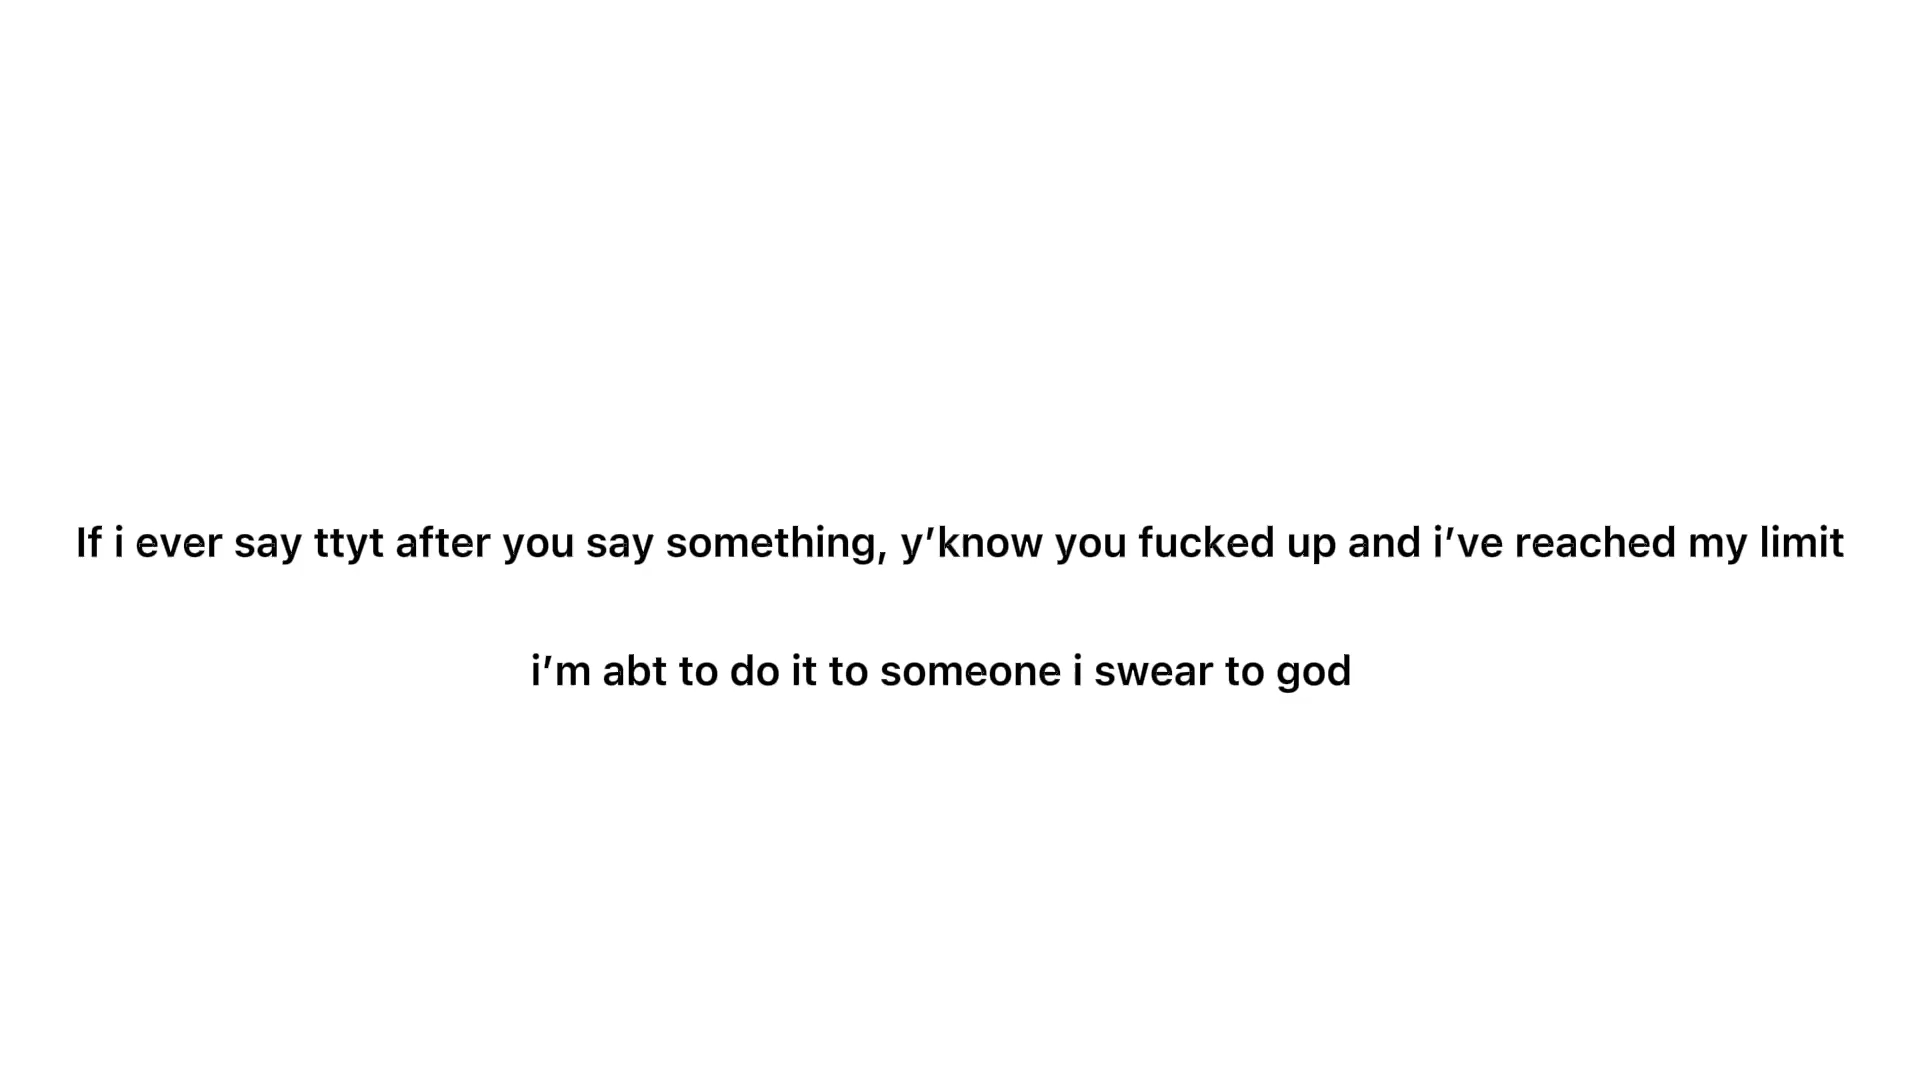 If i ever say ttyt after you say something, y’know you fucked up and i’ve reached my limit
i’m abt to do it to someone i swear to god